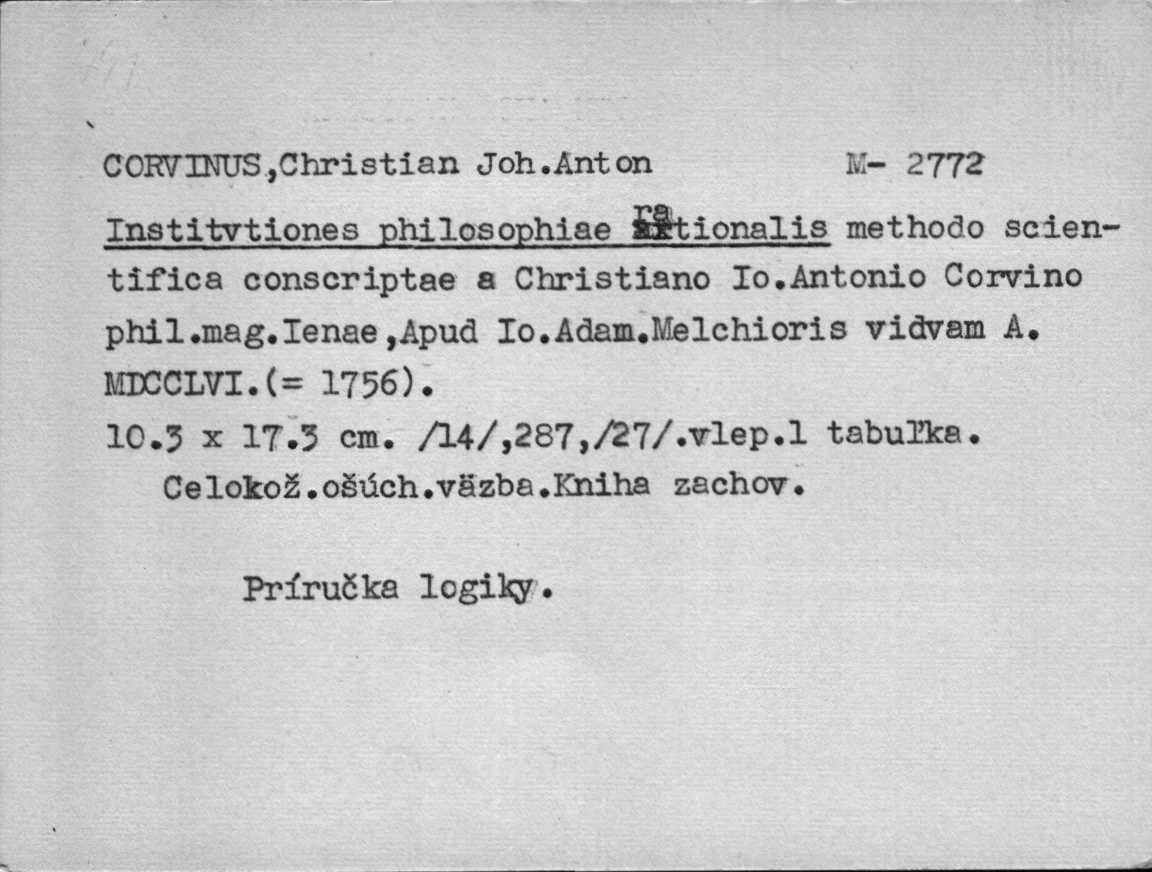 CORVINUS,Christian Joh.Anton M- 2772
Institvtiones philosophiae rationalis methodo scien-
tifica conscriptae a Christiano Io.Antonio Corvino
phil.mag.Ienae,Apud Io.Adam.Melchioris vidvam A.
MDCCLVI.(= 1756).
10.3 x 17.3 cm. /14/,287,/27/.vlep.1 tabuľka.
Celokož.ošúch.väzba.Kniha zachov.
Príručka logiky.